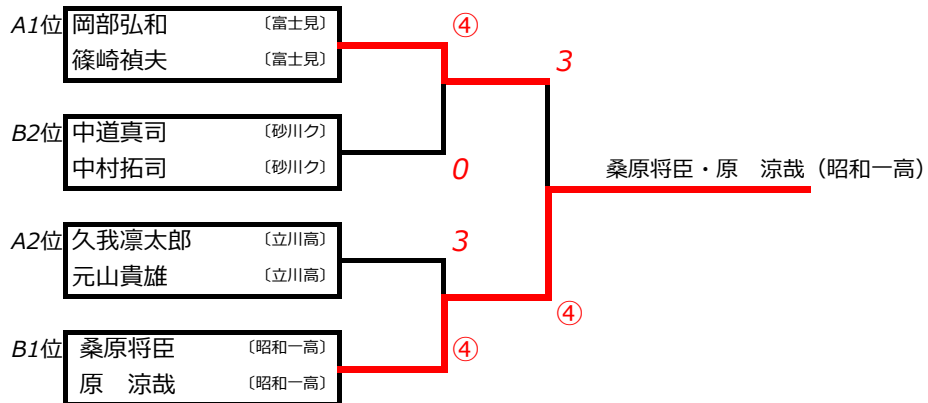 A1位 岡部弘和 〔富士見〕 ④
篠崎禎夫 〔富士見〕 3
B2位 中道真司 〔砂川ク〕
中村拓司 〔砂川ク〕 0
桑原将臣・原　涼哉（昭和一高）
A2位 久我凛太郎 〔立川高〕 3
元山貴雄 〔立川高〕
④
B1位 桑原将臣 〔昭和一高〕 ④
原　涼哉 〔昭和一高〕